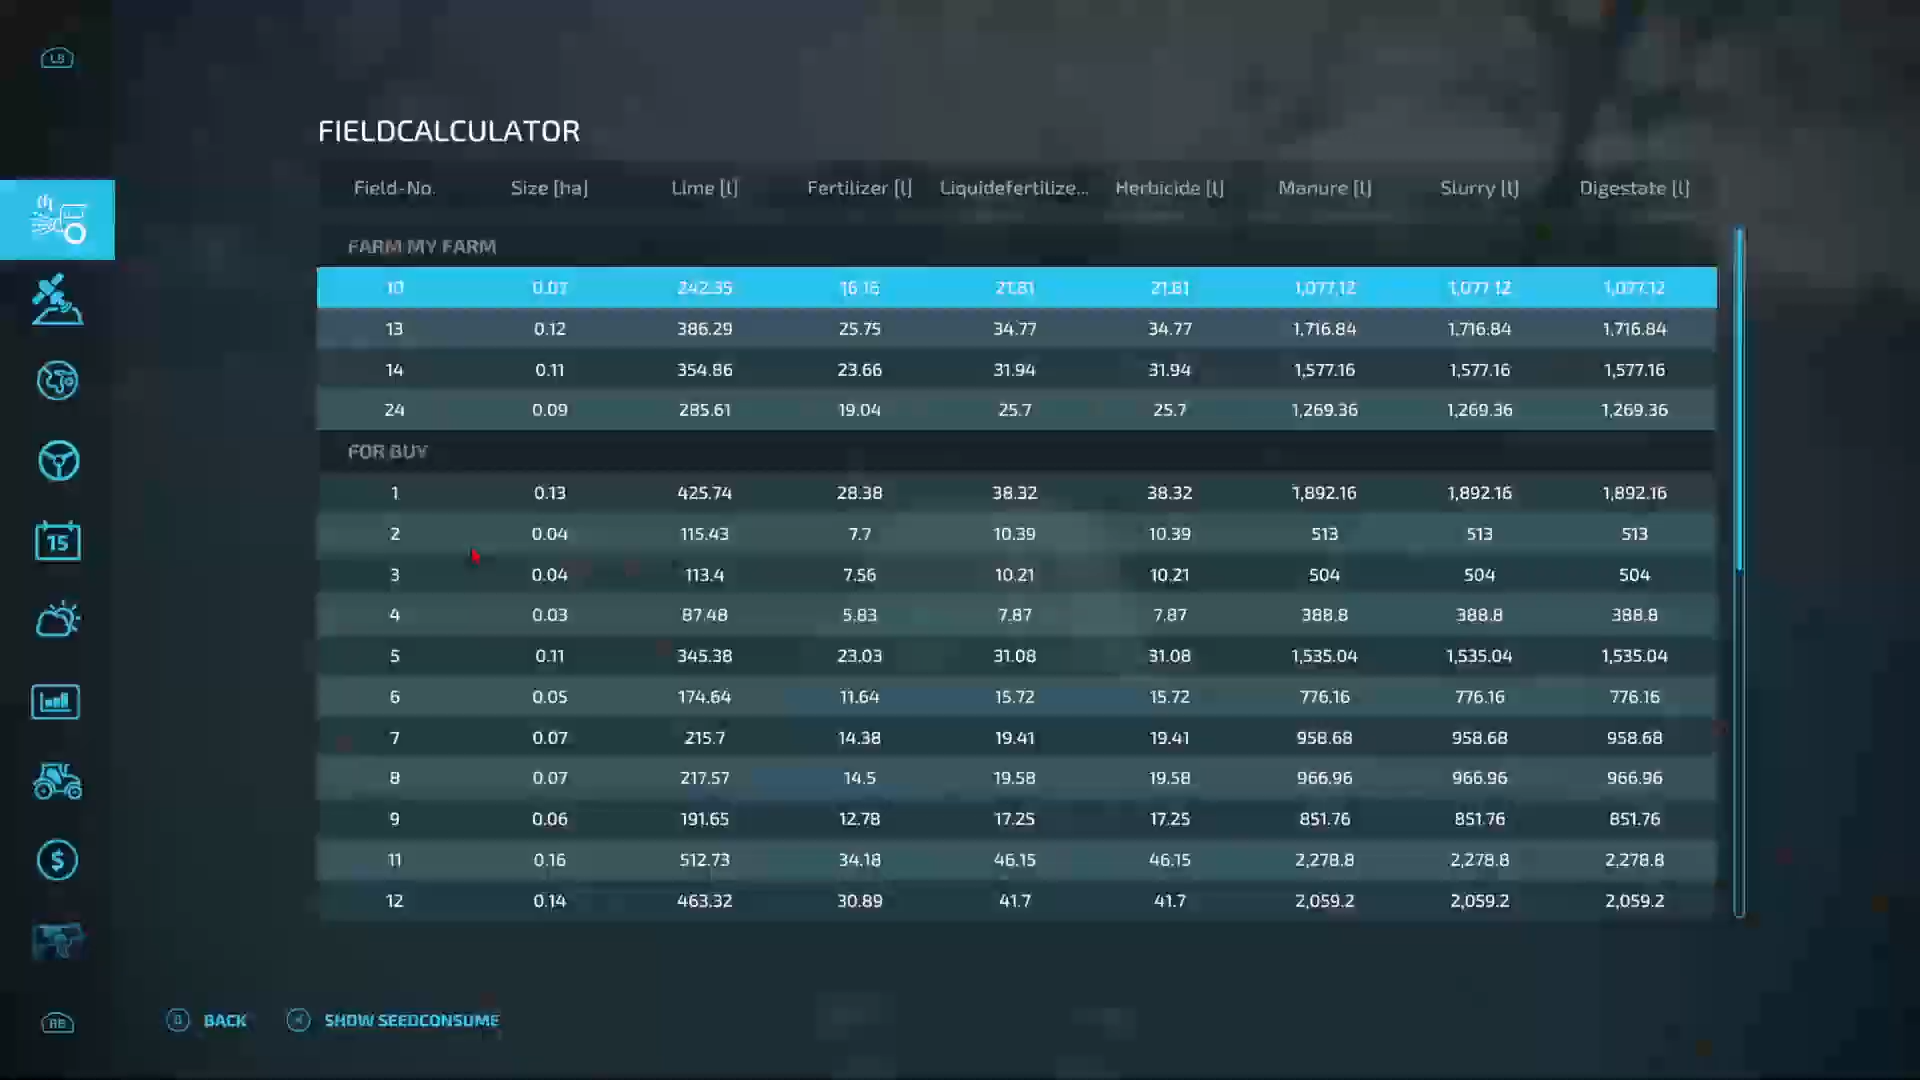 LB
FIELDCALCULATOR
Field-No. Size [ha] Lime [l] Fertilizer [l] Liquidefertilize... Herbicide [l] Manure [l] Slurry [l] Digestate [l]
FARM MY FARM
10 0.07 242.35 16.16 21.81 21.81 1,077.12 1,077.12 1,077.12
13 0.12 386.29 25.75 34.77 34.77 1,716.84 1,716.84 1,716.84
14 0.11 354.86 23.66 31.94 31.94 1,577.16 1,577.16 1,577.16
24 0.09 285.61 19.04 25.7 25.7 1,269.36 1,269.36 1,269.36
FOR BUY
1 0.13 425.74 28.38 38.32 38.32 1,892.16 1,892.16 1,892.16
2 0.04 115.43 7.7 10.39 10.39 513 513 513
15
3 0.04 113.4 7.56 10.21 10.21 504 504 504
4 0.03 87.48 5.83 7.87 7.87 388.8 388.8 388.8
5 0.11 345.38 23.03 31.08 31.08 1,535.04 1,535.04 1,535.04
6 0.05 174.64 11.64 15.72 15.72 776.16 776.16 776.16
7 0.07 215.7 14.38 19.41 19.41 958.68 958.68 958.68
8 0.07 217.57 14.5 19.58 19.58 966.96 966.96 966.96
9 0.06 191.65 12.78 17.25 17.25 851.76 851.76 851.76
$
11 0.16 512.73 34.18 46.15 46.15 2,278.8 2,278.8 2,278.8
12 0.14 463.32 30.89 41.7 41.7 2,059.2 2,059.2 2,059.2
RB
BACK SHOW SEEDCONSUME